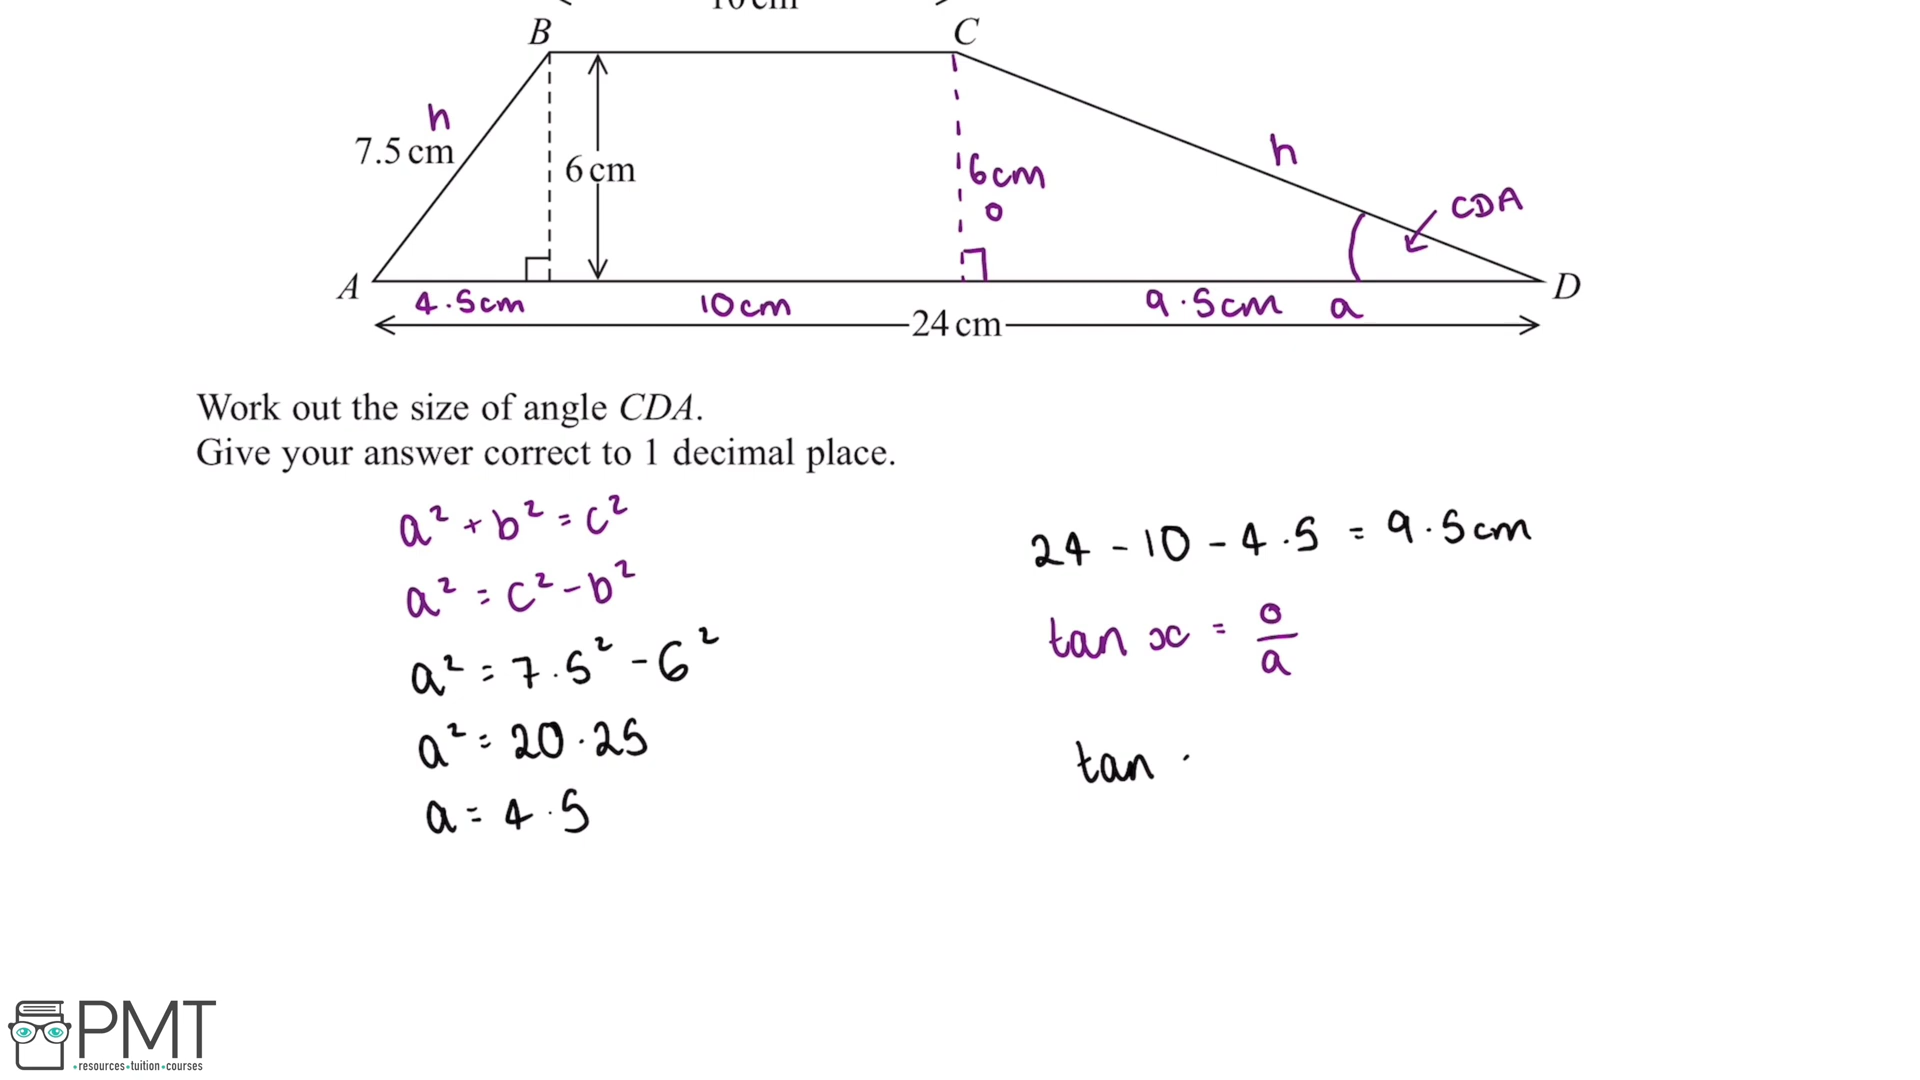 B
C
h
7.5 cm
6 cm
6cm
o
h
CDA
A
D
4.5cm
10cm
9.5cm
a
24 cm
Work out the size of angle CDA.
Give your answer correct to 1 decimal place.
a² + b² = c²
a² = c² - b²
a² = 7.5² - 6²
a² = 20.25
a = 4.5
24 - 10 - 4.5 = 9.5cm
tan x = o/a
tan
PMT
•resources•tuition•courses